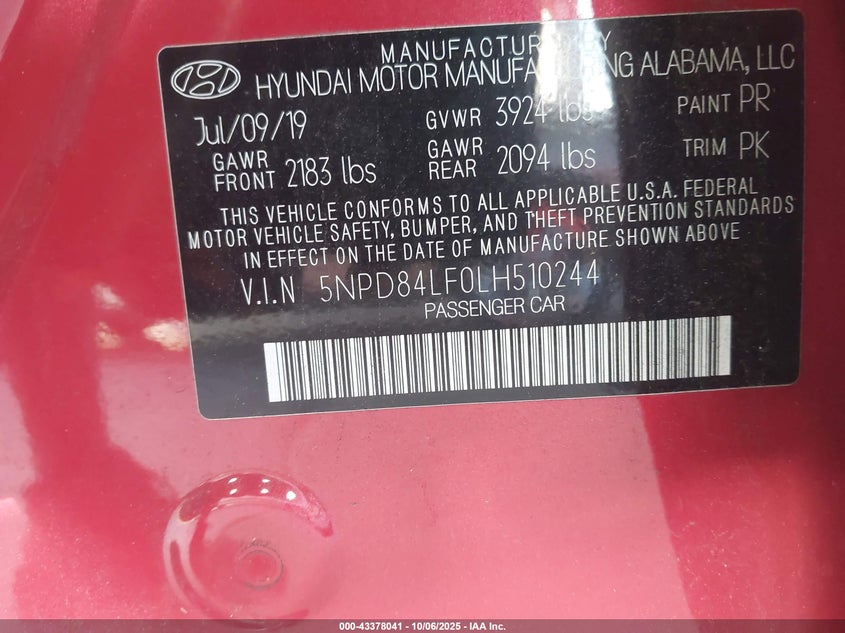 MANUFACTURED BY
HYUNDAI MOTOR MANUFACTURING ALABAMA, LLC
Jul/09/19 GVWR 3924 lbs PAINT PR
GAWR FRONT 2183 lbs GAWR REAR 2094 lbs TRIM PK
THIS VEHICLE CONFORMS TO ALL APPLICABLE U.S.A. FEDERAL
MOTOR VEHICLE SAFETY, BUMPER, AND THEFT PREVENTION STANDARDS
IN EFFECT ON THE DATE OF MANUFACTURE SHOWN ABOVE
V.I.N 5NPD84LF0LH510244
PASSENGER CAR
000-43378041 - 10/06/2025 - IAA Inc.